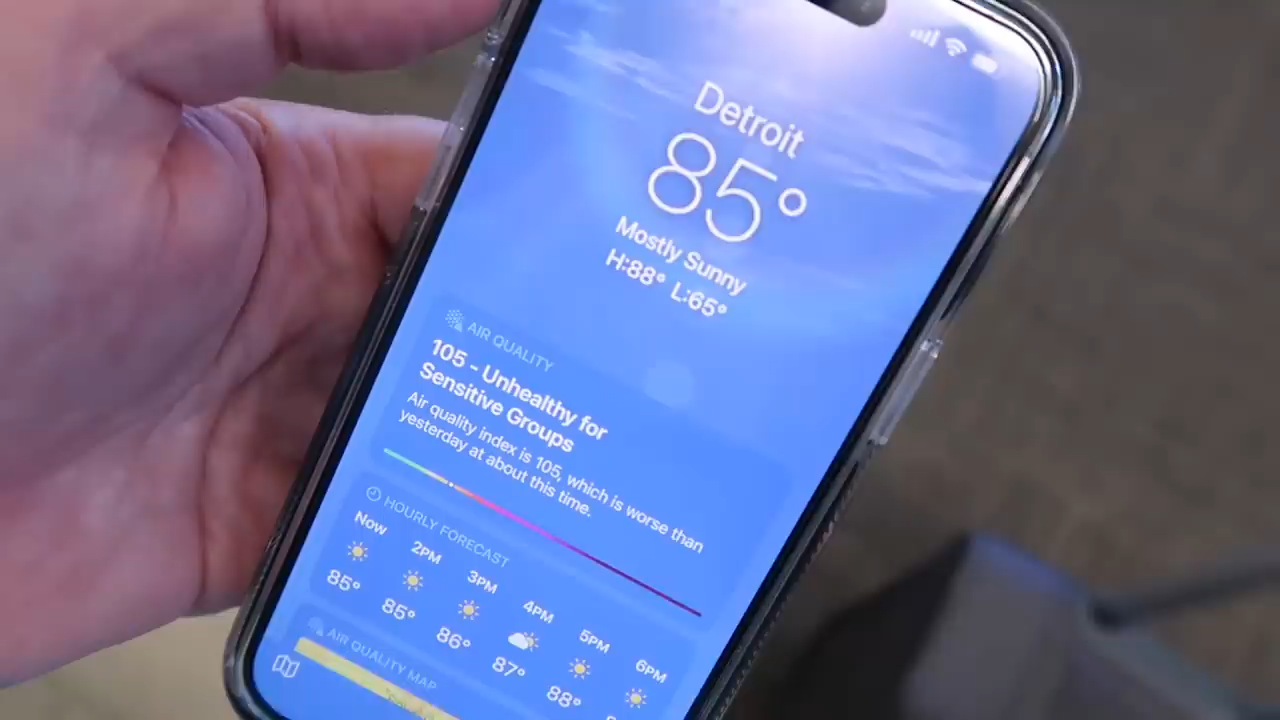 Detroit
85°
Mostly Sunny
H:88° L:65°
AIR QUALITY
105 - Unhealthy for
Sensitive Groups
Air quality index is 105, which is worse than
yesterday at about this time.
HOURLY FORECAST
Now 2PM 3PM 4PM 5PM 6PM
85° 85° 86° 87° 88°
AIR QUALITY MAP